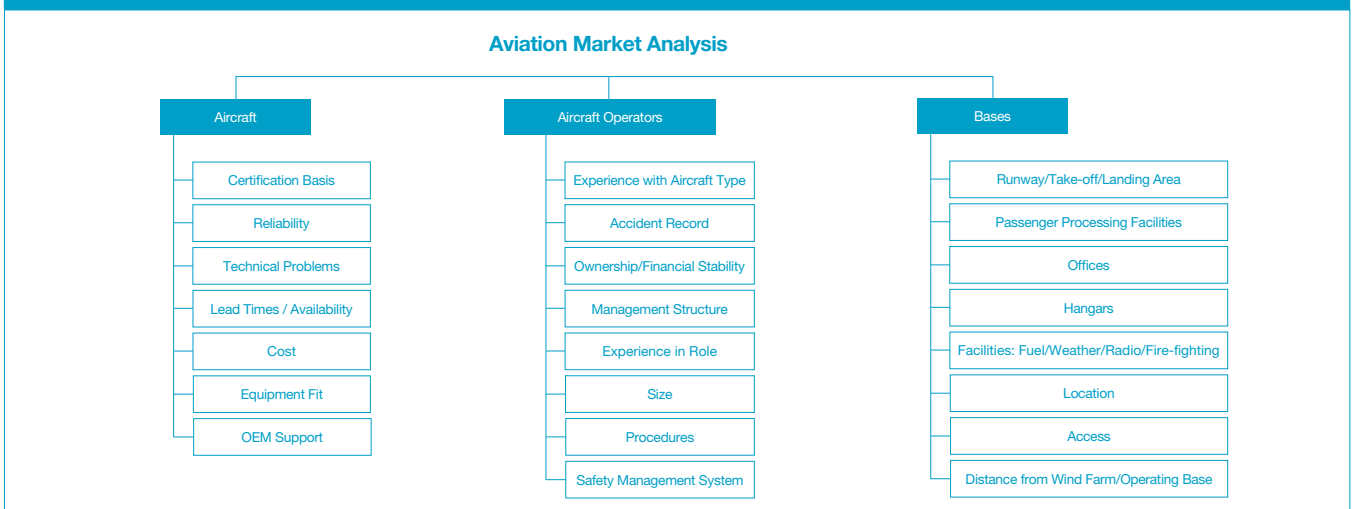 Aviation Market Analysis
Aircraft
Certification Basis
Reliability
Technical Problems
Lead Times / Availability
Cost
Equipment Fit
OEM Support
Aircraft Operators
Experience with Aircraft Type
Accident Record
Ownership/Financial Stability
Management Structure
Experience in Role
Size
Procedures
Safety Management System
Bases
Runway/Take-off/Landing Area
Passenger Processing Facilities
Offices
Hangars
Facilities: Fuel/Weather/Radio/Fire-fighting
Location
Access
Distance from Wind Farm/Operating Base